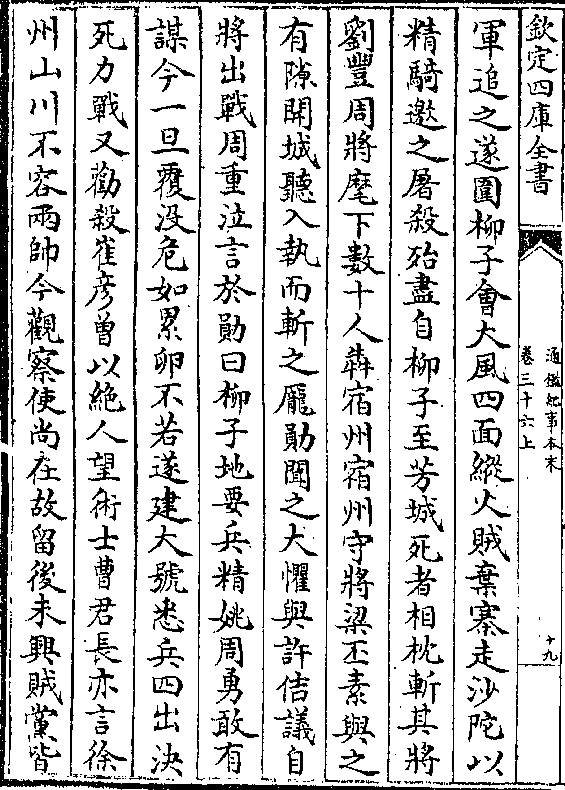 欽定四庫全書
通鑑紀事本末
卷三十六上
十九
軍追之遂圍柳子會大風四面縱火賊棄寨走沙陀以
精騎邀之屠殺殆盡自柳子至芳城死者相枕斬其將
劉豐周將麾下數十人犇宿州宿州守將梁丕素與之
有隙開城聽入執而斬之龐勛聞之大懼與許佶議自
將出戰周重泣言於勛曰柳子地要兵精姚周勇敢有
謀今一旦覆没危如累卵不若遂建大號悉兵四出決
死力戰又勸殺崔彦曾以絶人望術士曹君長亦言徐
州山川不容兩帥今觀察使尚在故留後未興賊黨皆